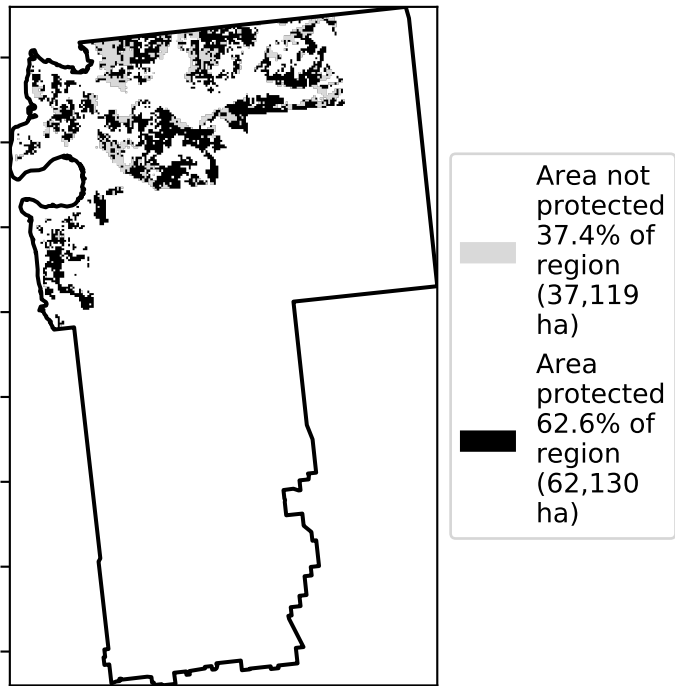 Area not
protected
37.4% of
region
(37,119
ha)
Area
protected
62.6% of
region
(62,130
ha)